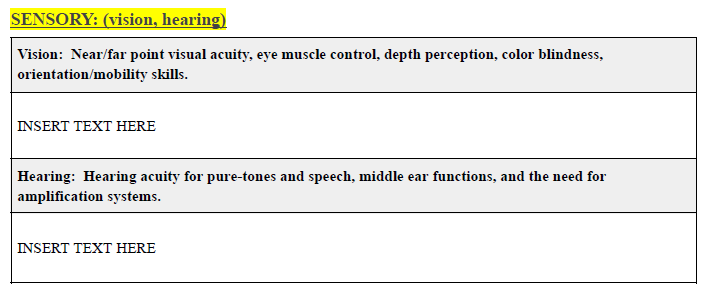 SENSORY: (vision, hearing)
Vision:  Near/far point visual acuity, eye muscle control, depth perception, color blindness,
orientation/mobility skills.
INSERT TEXT HERE
Hearing:  Hearing acuity for pure-tones and speech, middle ear functions, and the need for
amplification systems.
INSERT TEXT HERE